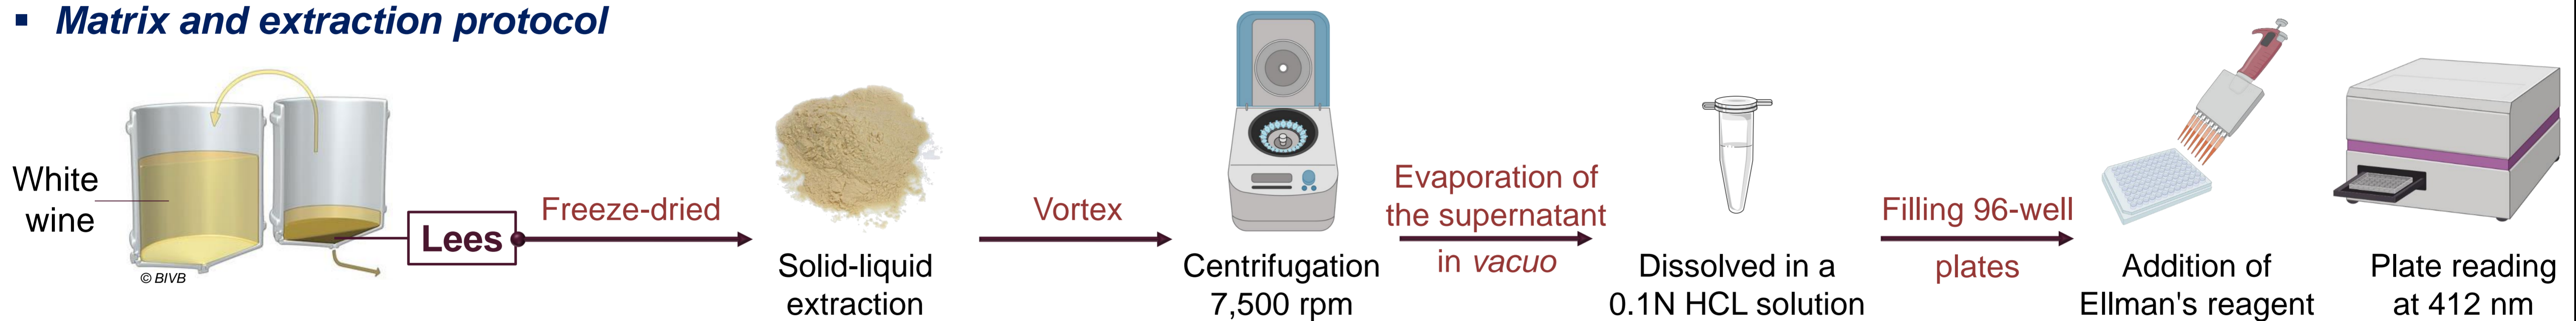 ▪ Matrix and extraction protocol
White
wine
© BIVB
Lees
Freeze-dried
Solid-liquid
extraction
Vortex
Centrifugation
7,500 rpm
Evaporation of
the supernatant
in vacuo
Dissolved in a
0.1N HCL solution
Filling 96-well
plates
Addition of
Ellman's reagent
Plate reading
at 412 nm